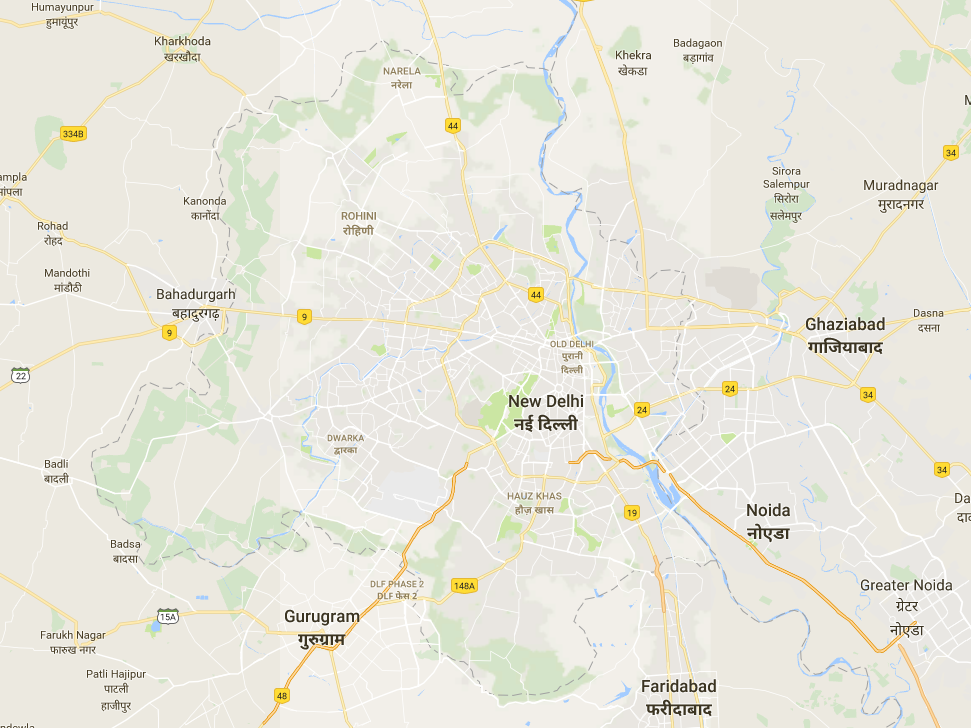 Humayunpur
हुमायूंपुर
Kharkhoda
खरखौदा
NARELA
नरेला
Khekra
खेकडा
Badagaon
बड़ागांव
334B
44
34
ampla
Kanonda
कानोंदा
Sirora
Salempur
सिरोरा
सलेमपुर
Muradnagar
मुरादनगर
ROHINI
रोहिणी
Rohad
रोहद
Mandothi
मांडौठी
Bahadurgarh
बहादुरगढ़
9
9
44
Ghaziabad
गाजियाबाद
Dasna
दसना
OLD DELHI
पुरानी
दिल्ली
22
24
34
New Delhi
नई दिल्ली
24
DWARKA
द्वारका
Badli
बादली
34
HAUZ KHAS
हौज़ खास
19
Noida
नोएडा
Da
Badsa
बादसा
DLF PHASE 2
DLF फेस 2
148A
Greater Noida
ग्रेटर
नोएडा
15A
Gurugram
गुरुग्राम
Farukh Nagar
फारुख नगर
Patli Hajipur
पाटली
हाजीपुर
48
Faridabad
फरीदाबाद